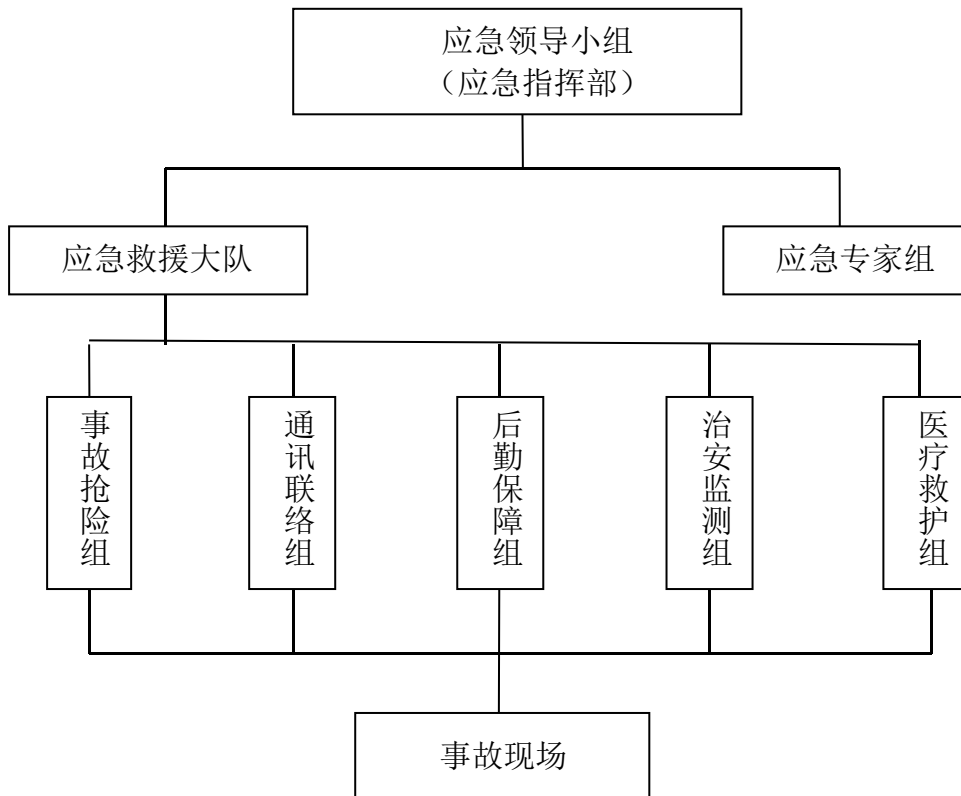 应急领导小组
（应急指挥部）
应急救援大队
应急专家组
事故抢险组
通讯联络组
后勤保障组
治安监测组
医疗救护组
事故现场